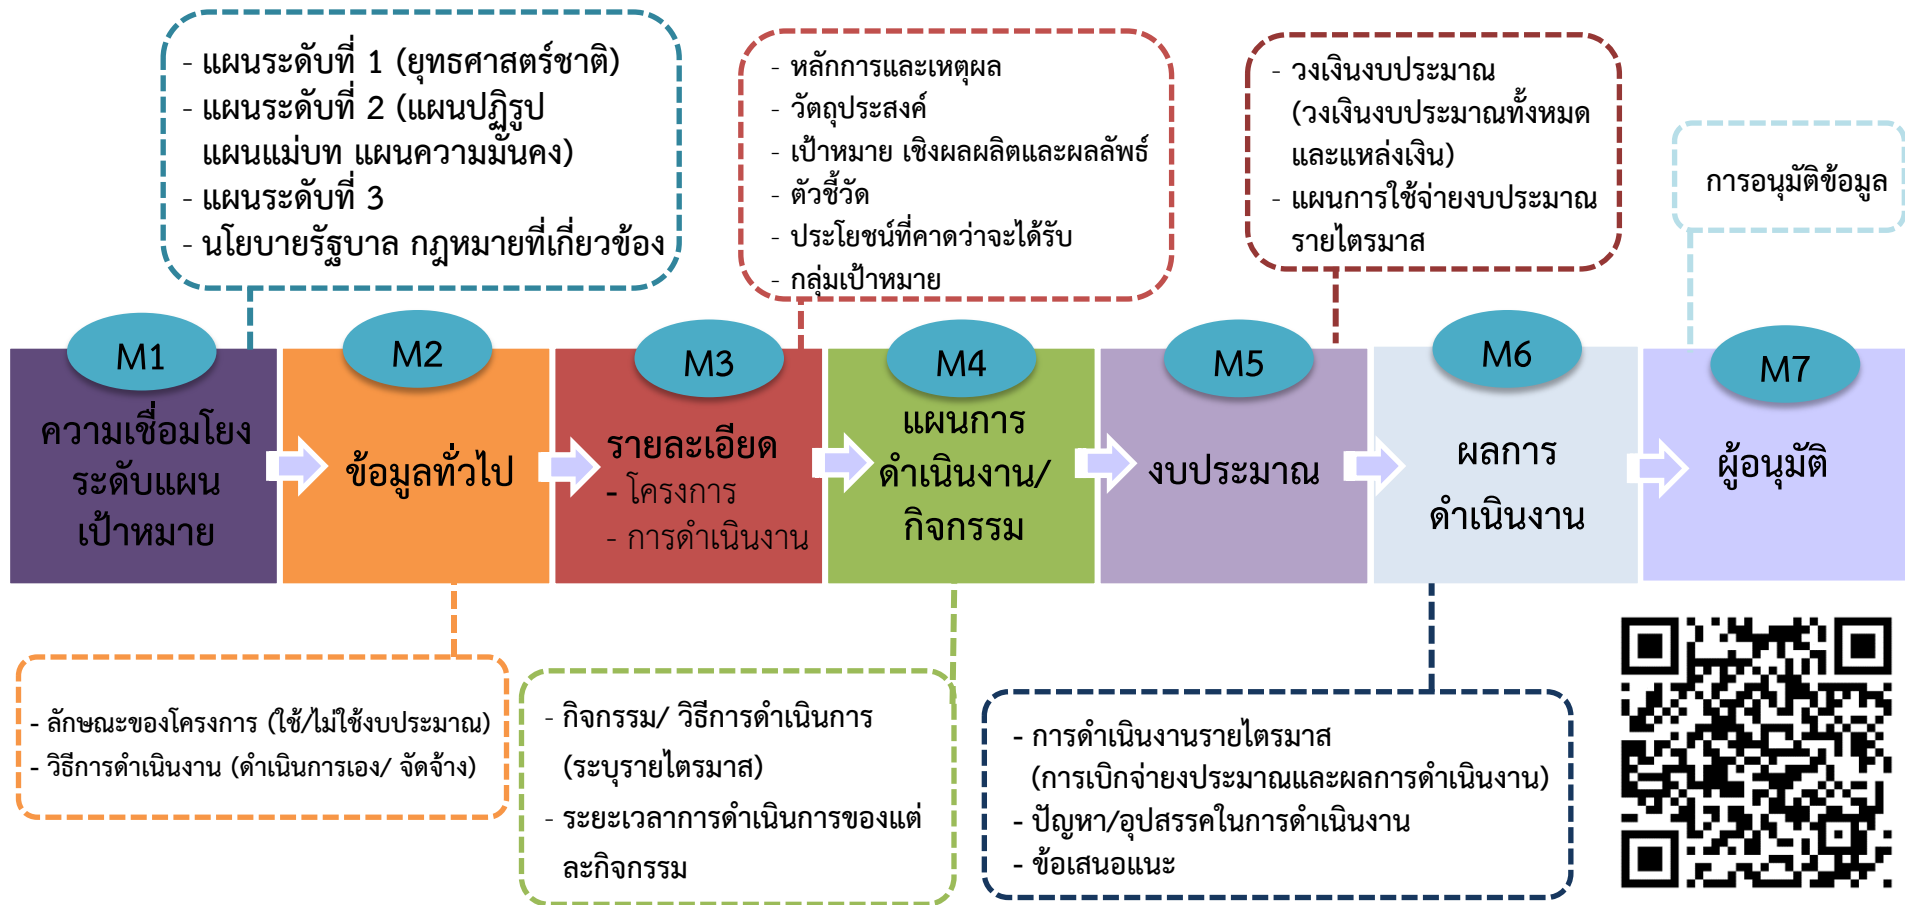 - แผนระดับที่ 1 (ยุทธศาสตร์ชาติ)
- แผนระดับที่ 2 (แผนปฏิรูป
แผนแม่บท แผนความมั่นคง)
- แผนระดับที่ 3
- นโยบายรัฐบาล กฎหมายที่เกี่ยวข้อง
- หลักการและเหตุผล
- วัตถุประสงค์
- เป้าหมาย เชิงผลผลิตและผลลัพธ์
- ตัวชี้วัด
- ประโยชน์ที่คาดว่าจะได้รับ
- กลุ่มเป้าหมาย
- วงเงินงบประมาณ
(วงเงินงบประมาณทั้งหมด
และแหล่งเงิน)
- แผนการใช้จ่ายงบประมาณ
รายไตรมาส
การอนุมัติข้อมูล
M1
ความเชื่อมโยง
ระดับแผน
เป้าหมาย
M2
ข้อมูลทั่วไป
M3
รายละเอียด
- โครงการ
- การดำเนินงาน
M4
แผนการ
ดำเนินงาน/
กิจกรรม
M5
งบประมาณ
M6
ผลการ
ดำเนินงาน
M7
ผู้อนุมัติ
- ลักษณะของโครงการ (ใช้/ไม่ใช้งบประมาณ)
- วิธีการดำเนินงาน (ดำเนินการเอง/ จัดจ้าง)
- กิจกรรม/ วิธีการดำเนินการ
(ระบุรายไตรมาส)
- ระยะเวลาการดำเนินการของแต่
ละกิจกรรม
- การดำเนินงานรายไตรมาส
(การเบิกจ่ายงประมาณและผลการดำเนินงาน)
- ปัญหา/อุปสรรคในการดำเนินงาน
- ข้อเสนอแนะ